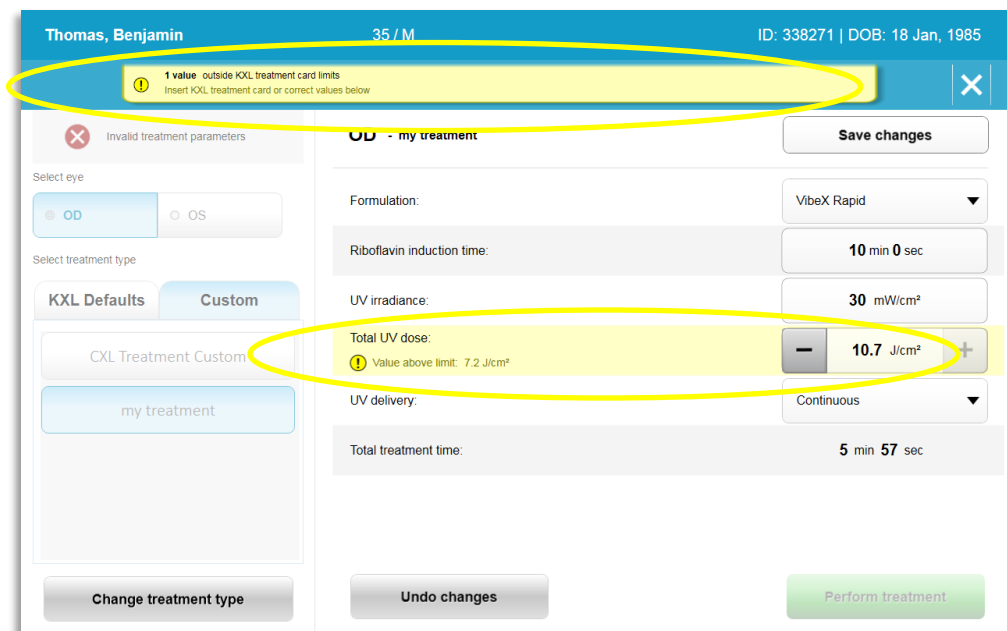 Thomas, Benjamin 35 / M ID: 338271 | DOB: 18 Jan, 1985
1 value outside KXL treatment card limits
Insert KXL treatment card or correct values below
Invalid treatment parameters
OD - my treatment
Save changes
Select eye
OD
OS
Select treatment type
KXL Defaults
Custom
CXL Treatment Custom
my treatment
Change treatment type
Formulation: VibeX Rapid
Riboflavin induction time: 10 min 0 sec
UV irradiance: 30 mW/cm²
Total UV dose: 10.7 J/cm²
Value above limit: 7.2 J/cm²
UV delivery: Continuous
Total treatment time: 5 min 57 sec
Undo changes
Perform treatment